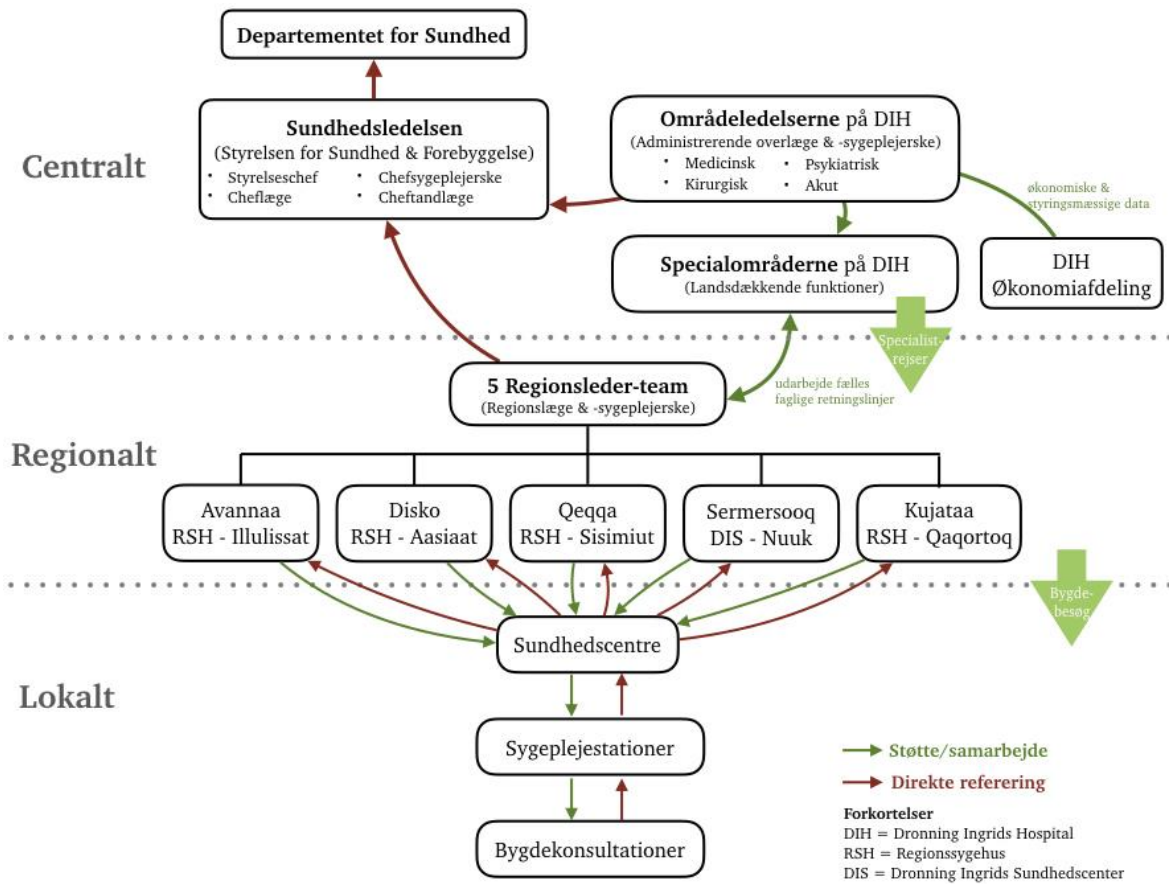 Departementet for Sundhed
Centralt
Sundhedsledelsen
(Styrelsen for Sundhed & Forebyggelse)
• Styrelseschef
• Cheflæge
• Chefsygeplejerske
• Cheftandlæge
Områdeledelserne på DIH
(Administrerende overlæge & -sygeplejerske)
• Medicinsk
• Kirurgisk
• Psykiatrisk
• Akut
økonomiske &
styringsmæssige data
Specialområderne på DIH
(Landsdækkende funktioner)
DIH
Økonomiafdeling
Specialist-
rejser
Regionalt
5 Regionsleder-team
(Regionslæge & -sygeplejerske)
udarbejde fælles
faglige retningslinjer
Avannaa
RSH - Illulissat
Disko
RSH - Aasiaat
Qeqqa
RSH - Sisimiut
Sermersooq
DIS - Nuuk
Kujataa
RSH - Qaqortoq
Bygde-
besøg
Lokalt
Sundhedscentre
Sygeplejestationer
Bygdekonsultationer
Støtte/samarbejde
Direkte referering
Forkortelser
DIH = Dronning Ingrids Hospital
RSH = Regionssygehus
DIS = Dronning Ingrids Sundhedscenter